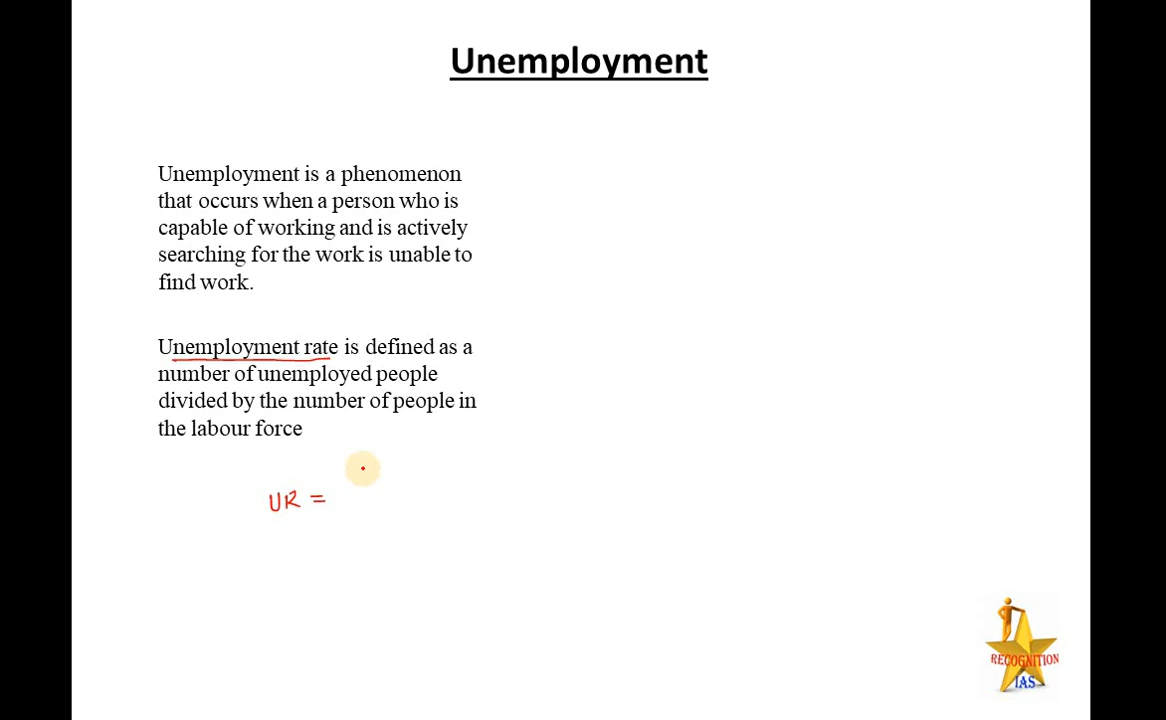 Unemployment
Unemployment is a phenomenon
that occurs when a person who is
capable of working and is actively
searching for the work is unable to
find work.
Unemployment rate is defined as a
number of unemployed people
divided by the number of people in
the labour force
UR =
RECOGNITION
IAS